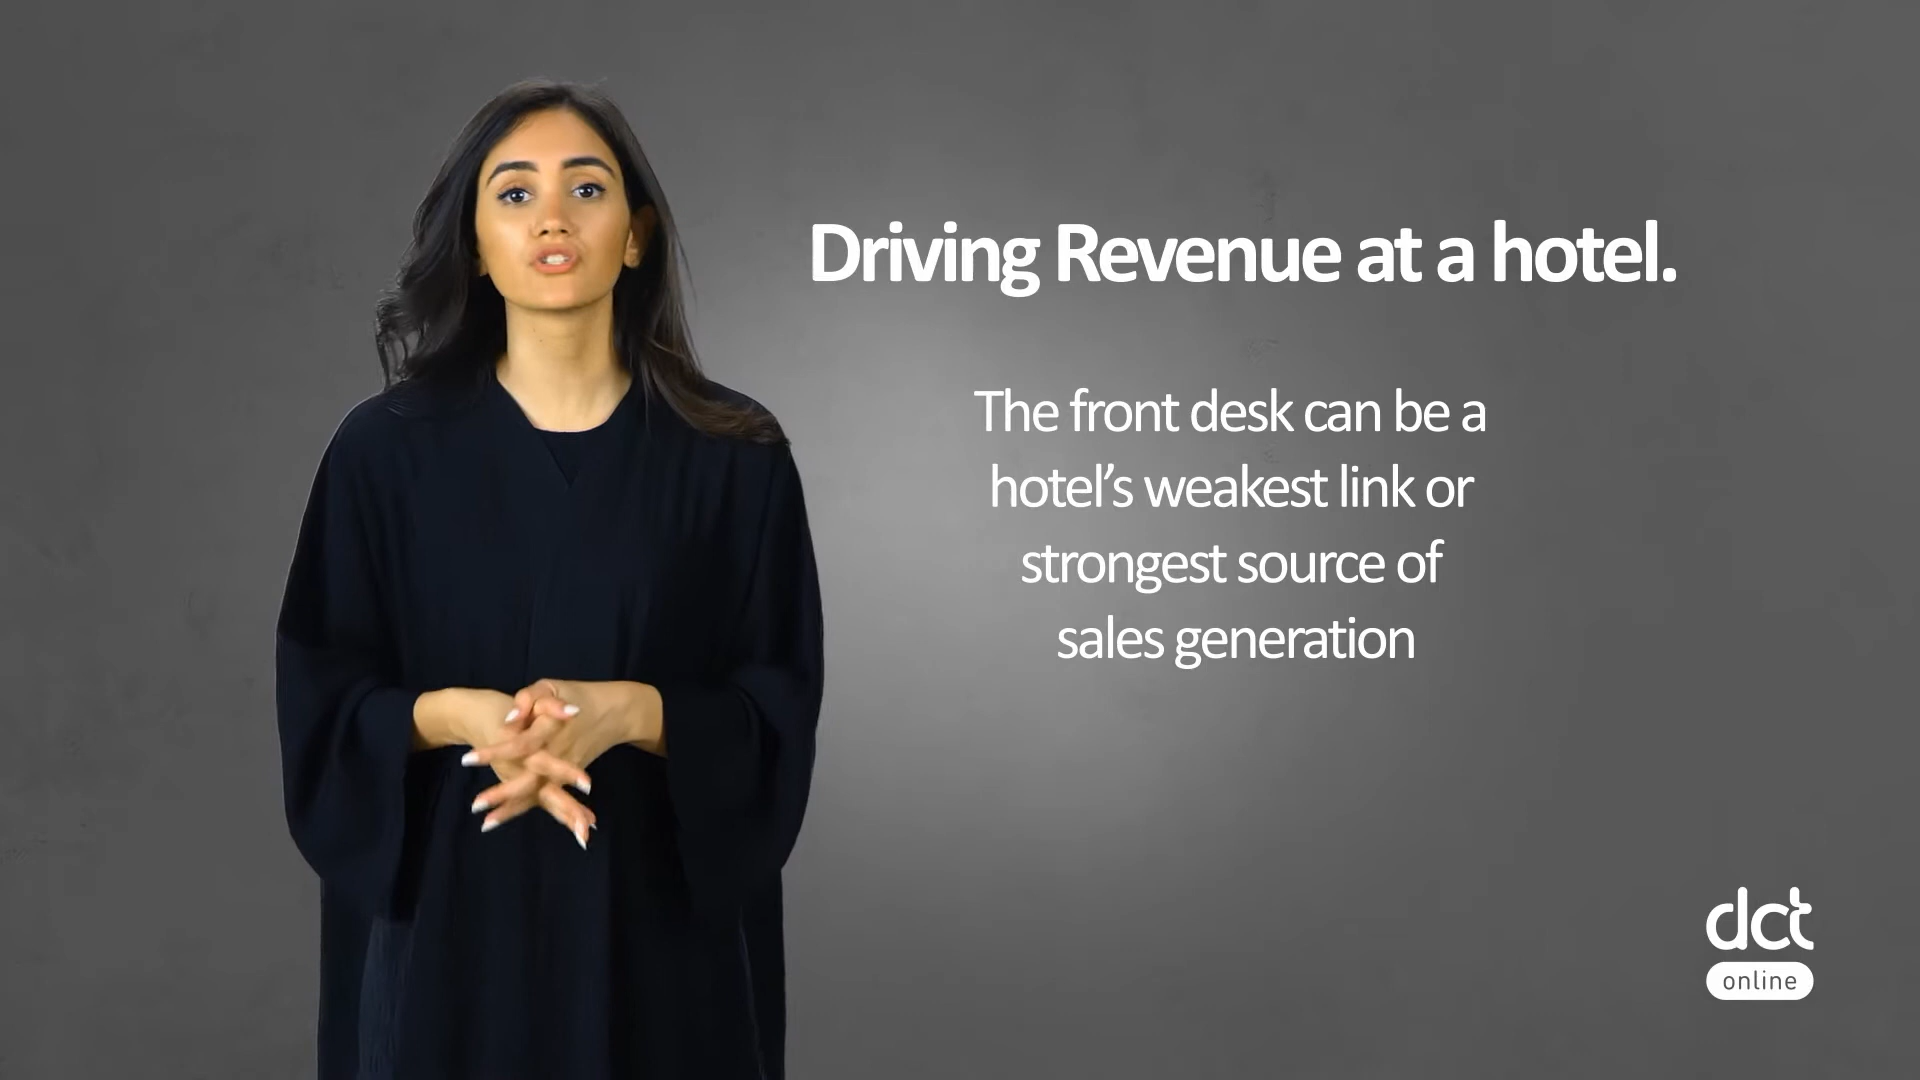 Driving Revenue at a hotel.
The front desk can be a
hotel’s weakest link or
strongest source of
sales generation
dct
online